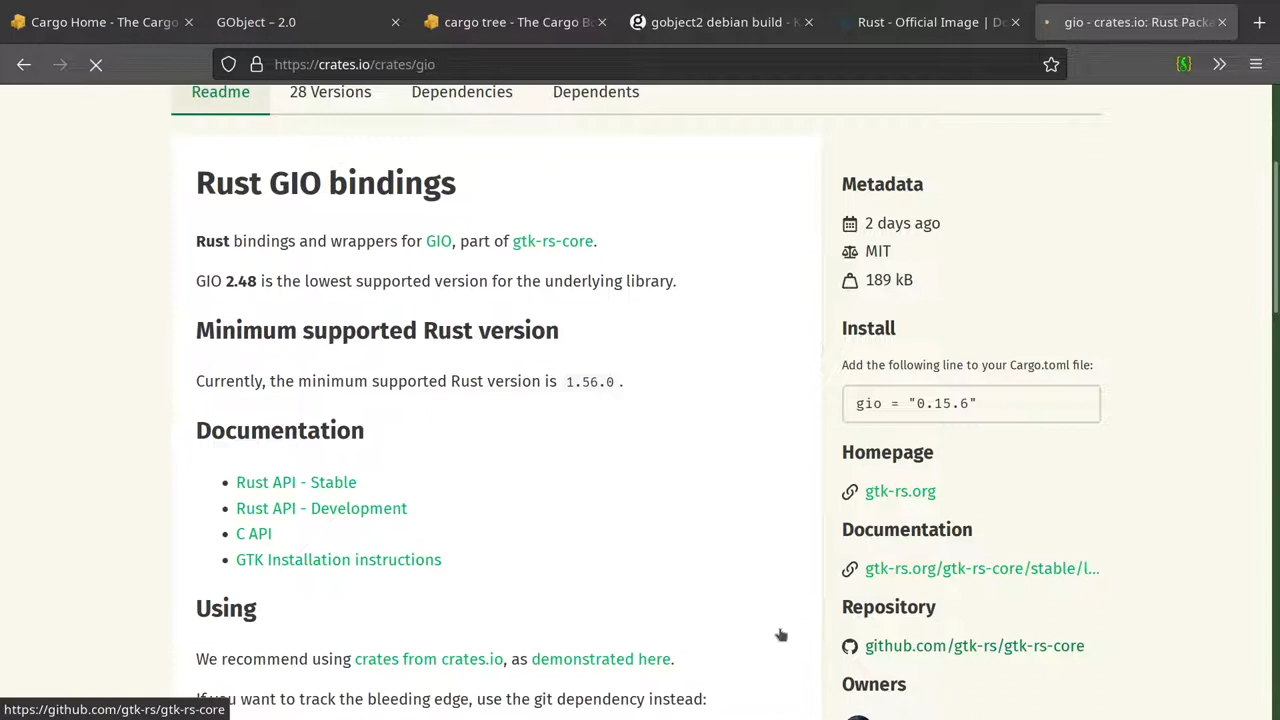 Cargo Home - The Cargo
GObject – 2.0
cargo tree - The Cargo Bo
gobject2 debian build - K
Rust - Official Image | Do
gio - crates.io: Rust Packa
https://crates.io/crates/gio
Readme
28 Versions
Dependencies
Dependents
Rust GIO bindings
Rust bindings and wrappers for GIO, part of gtk-rs-core.
GIO 2.48 is the lowest supported version for the underlying library.
Minimum supported Rust version
Currently, the minimum supported Rust version is 1.56.0 .
Documentation
Rust API - Stable
Rust API - Development
C API
GTK Installation instructions
Using
We recommend using crates from crates.io, as demonstrated here.
If you want to track the bleeding edge, use the git dependency instead:
Metadata
2 days ago
MIT
189 kB
Install
Add the following line to your Cargo.toml file:
gio = "0.15.6"
Homepage
gtk-rs.org
Documentation
gtk-rs.org/gtk-rs-core/stable/l...
Repository
github.com/gtk-rs/gtk-rs-core
Owners
https://github.com/gtk-rs/gtk-rs-core